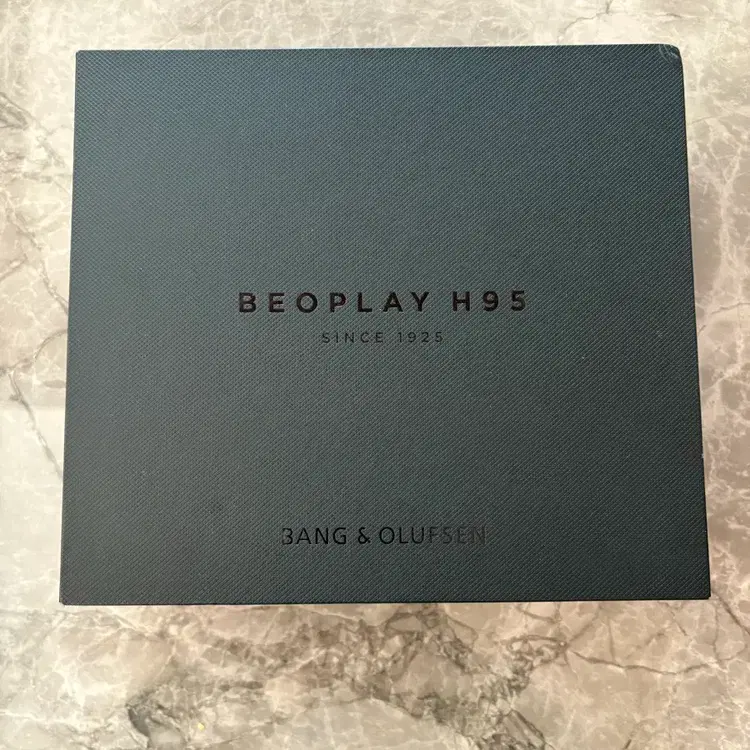 BEOPLAY H95
SINCE 1925
BANG & OLUFSEN